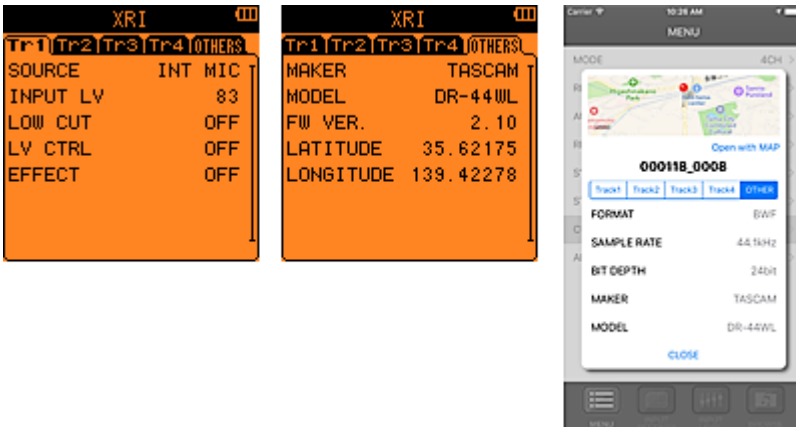 XRI
Tr1 Tr2 Tr3 Tr4 OTHERS
SOURCE INT MIC
INPUT LV 83
LOW CUT OFF
LV CTRL OFF
EFFECT OFF
XRI
Tr1 Tr2 Tr3 Tr4 OTHERS
MAKER TASCAM
MODEL DR-44WL
FW VER. 2.10
LATITUDE 35.62175
LONGITUDE 139.42278
Carrier 10:26 AM
MENU
MODE 4CH
Open with MAP
000118_0008
Track1 Track2 Track3 Track4 OTHER
FORMAT BWF
SAMPLE RATE 44.1kHz
BIT DEPTH 24bit
MAKER TASCAM
MODEL DR-44WL
CLOSE
MENU